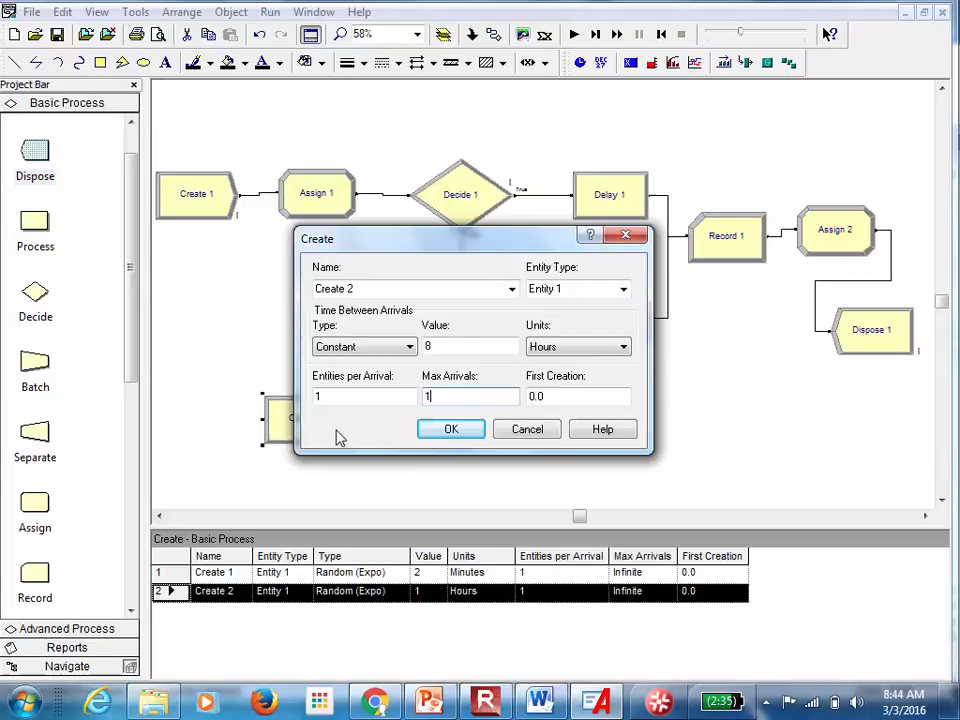 File Edit View Tools Arrange Object Run Window Help
58%
Project Bar
Basic Process
Dispose
Process
Decide
Batch
Separate
Assign
Record
Advanced Process
Reports
Navigate
Create 1
Assign 1
Decide 1
True
Delay 1
Record 1
Assign 2
Dispose 1
Create
Name:
Entity Type:
Create 2
Entity 1
Time Between Arrivals
Type:
Value:
Units:
Constant
8
Hours
Entities per Arrival:
Max Arrivals:
First Creation:
1
1
0.0
OK
Cancel
Help
Create - Basic Process
Name Entity Type Type Value Units Entities per Arrival Max Arrivals First Creation
1 Create 1 Entity 1 Random (Expo) 2 Minutes 1 Infinite 0.0
2 Create 2 Entity 1 Random (Expo) 1 Hours 1 Infinite 0.0
(2:35)
8:44 AM
3/3/2016